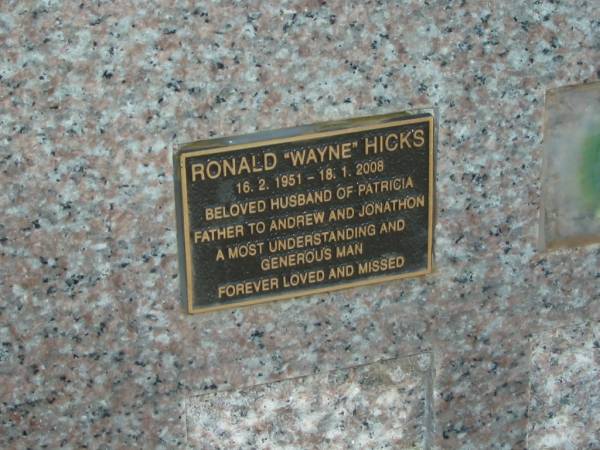 RONALD "WAYNE" HICKS
16. 2. 1951 - 18. 1. 2008
BELOVED HUSBAND OF PATRICIA
FATHER TO ANDREW AND JONATHON
A MOST UNDERSTANDING AND
GENEROUS MAN
FOREVER LOVED AND MISSED